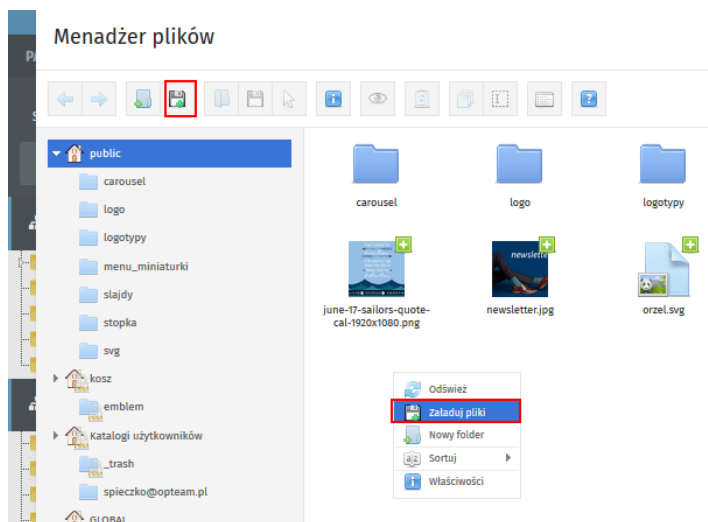 Menadżer plików
public
carousel
logo
logotypy
menu_miniaturki
slajdy
stopka
svg
kosz
emblem
Katalogi użytkowników
_trash
spieczko@opteam.pl
GLOBAL
carousel
logo
logotypy
newslette
june-17-sailors-quote-
cal-1920x1080.png
newsletter.jpg
orzel.svg
Odśwież
Załaduj pliki
Nowy folder
Sortuj
Właściwości